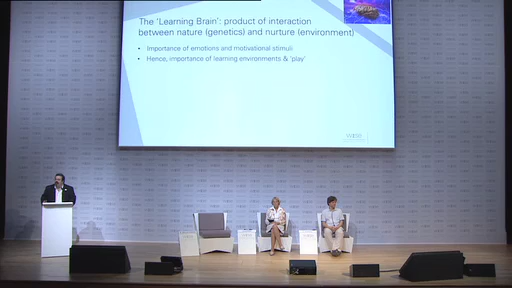 The 'Learning Brain': product of interaction
between nature (genetics) and nurture (environment)
• Importance of emotions and motivational stimuli
• Hence, importance of learning environments & 'play'
wise